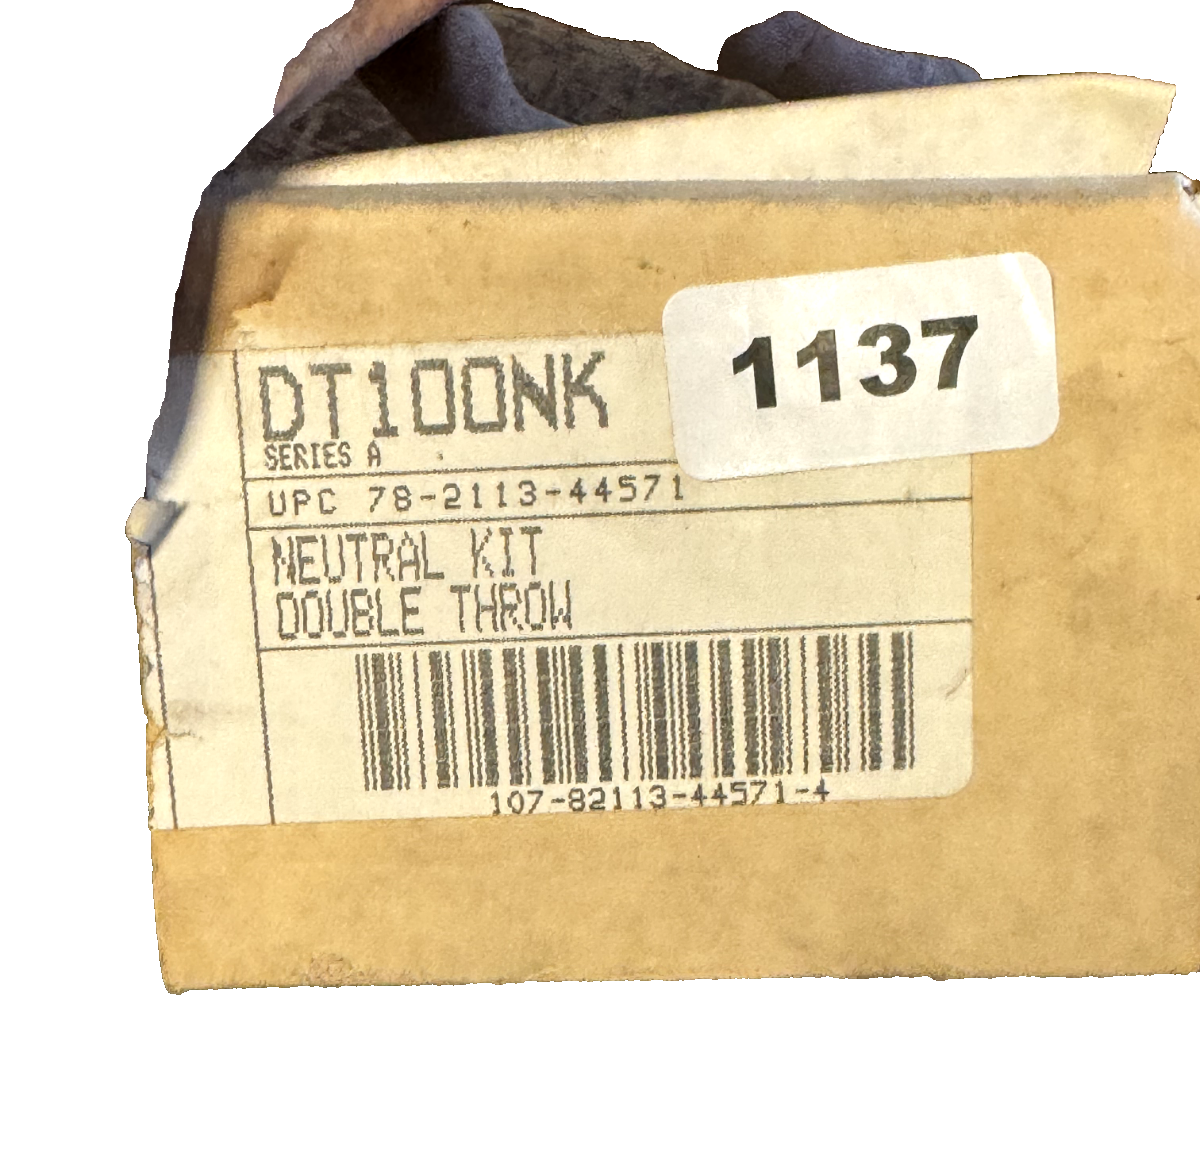 1137
DT100NK
SERIES A
UPC 78-2113-44571
NEUTRAL KIT
DOUBLE THROW
107-82113-44571-4